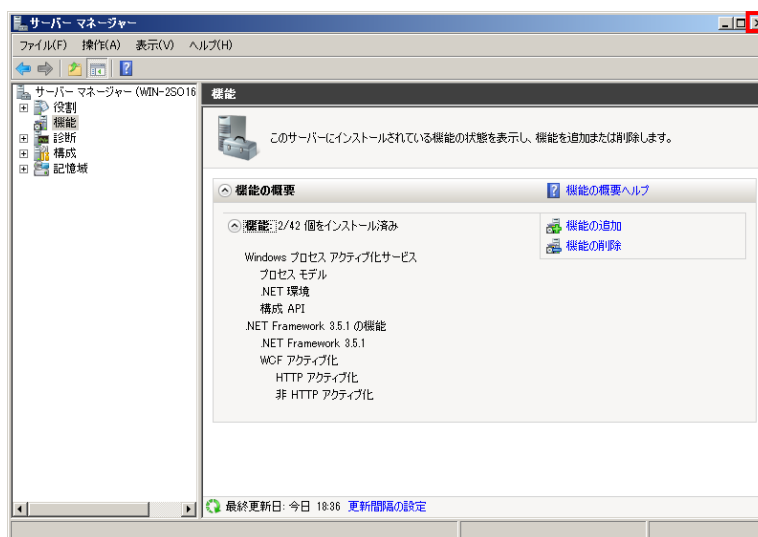 サーバー マネージャー
ファイル(F) 操作(A) 表示(V) ヘルプ(H)
サーバー マネージャー (WIN-2SO16
役割
機能
診断
構成
記憶域
機能
このサーバーにインストールされている機能の状態を表示し、機能を追加または削除します。
機能の概要
機能の概要ヘルプ
機能: 2/42 個をインストール済み
機能の追加
機能の削除
Windows プロセス アクティブ化サービス
プロセス モデル
.NET 環境
構成 API
.NET Framework 3.5.1 の機能
.NET Framework 3.5.1
WCF アクティブ化
HTTP アクティブ化
非 HTTP アクティブ化
最終更新日: 今日 18:36 更新間隔の設定